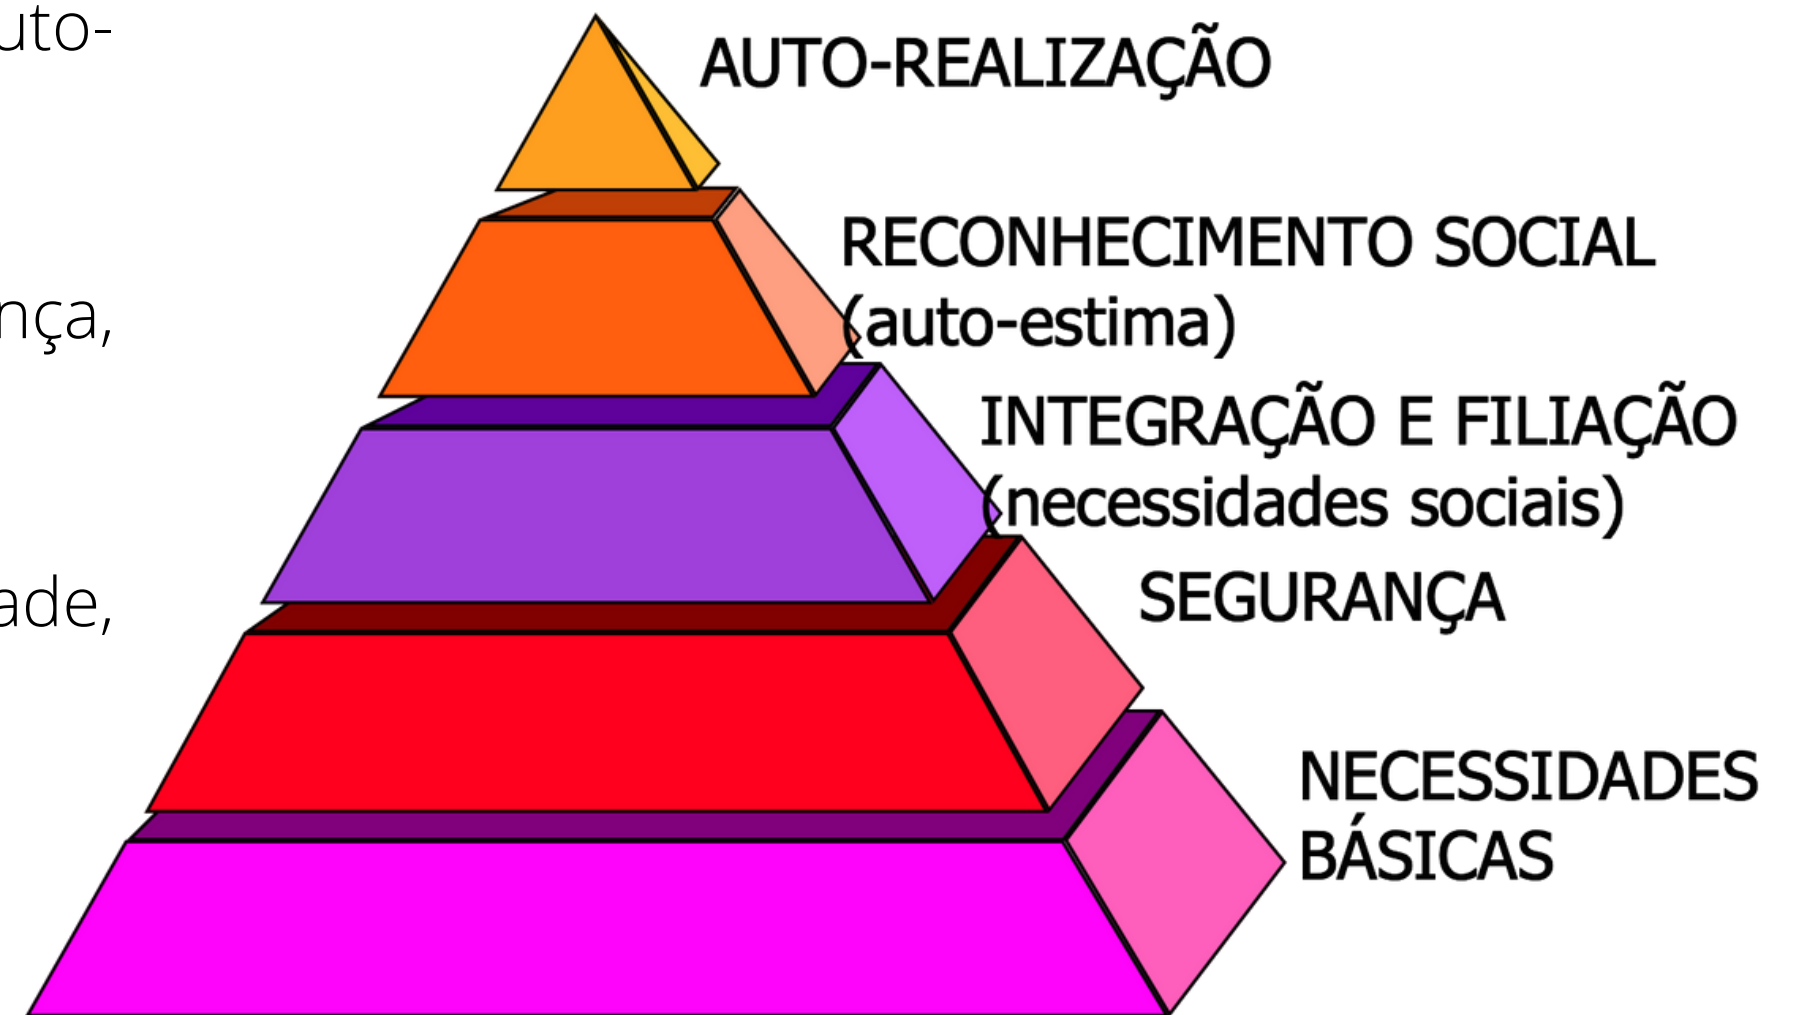 uto-
AUTO-REALIZAÇÃO
RECONHECIMENTO SOCIAL
nça,
(auto-estima)
INTEGRAÇÃO E FILIAÇÃO
(necessidades sociais)
ade,
SEGURANÇA
NECESSIDADES
BÁSICAS